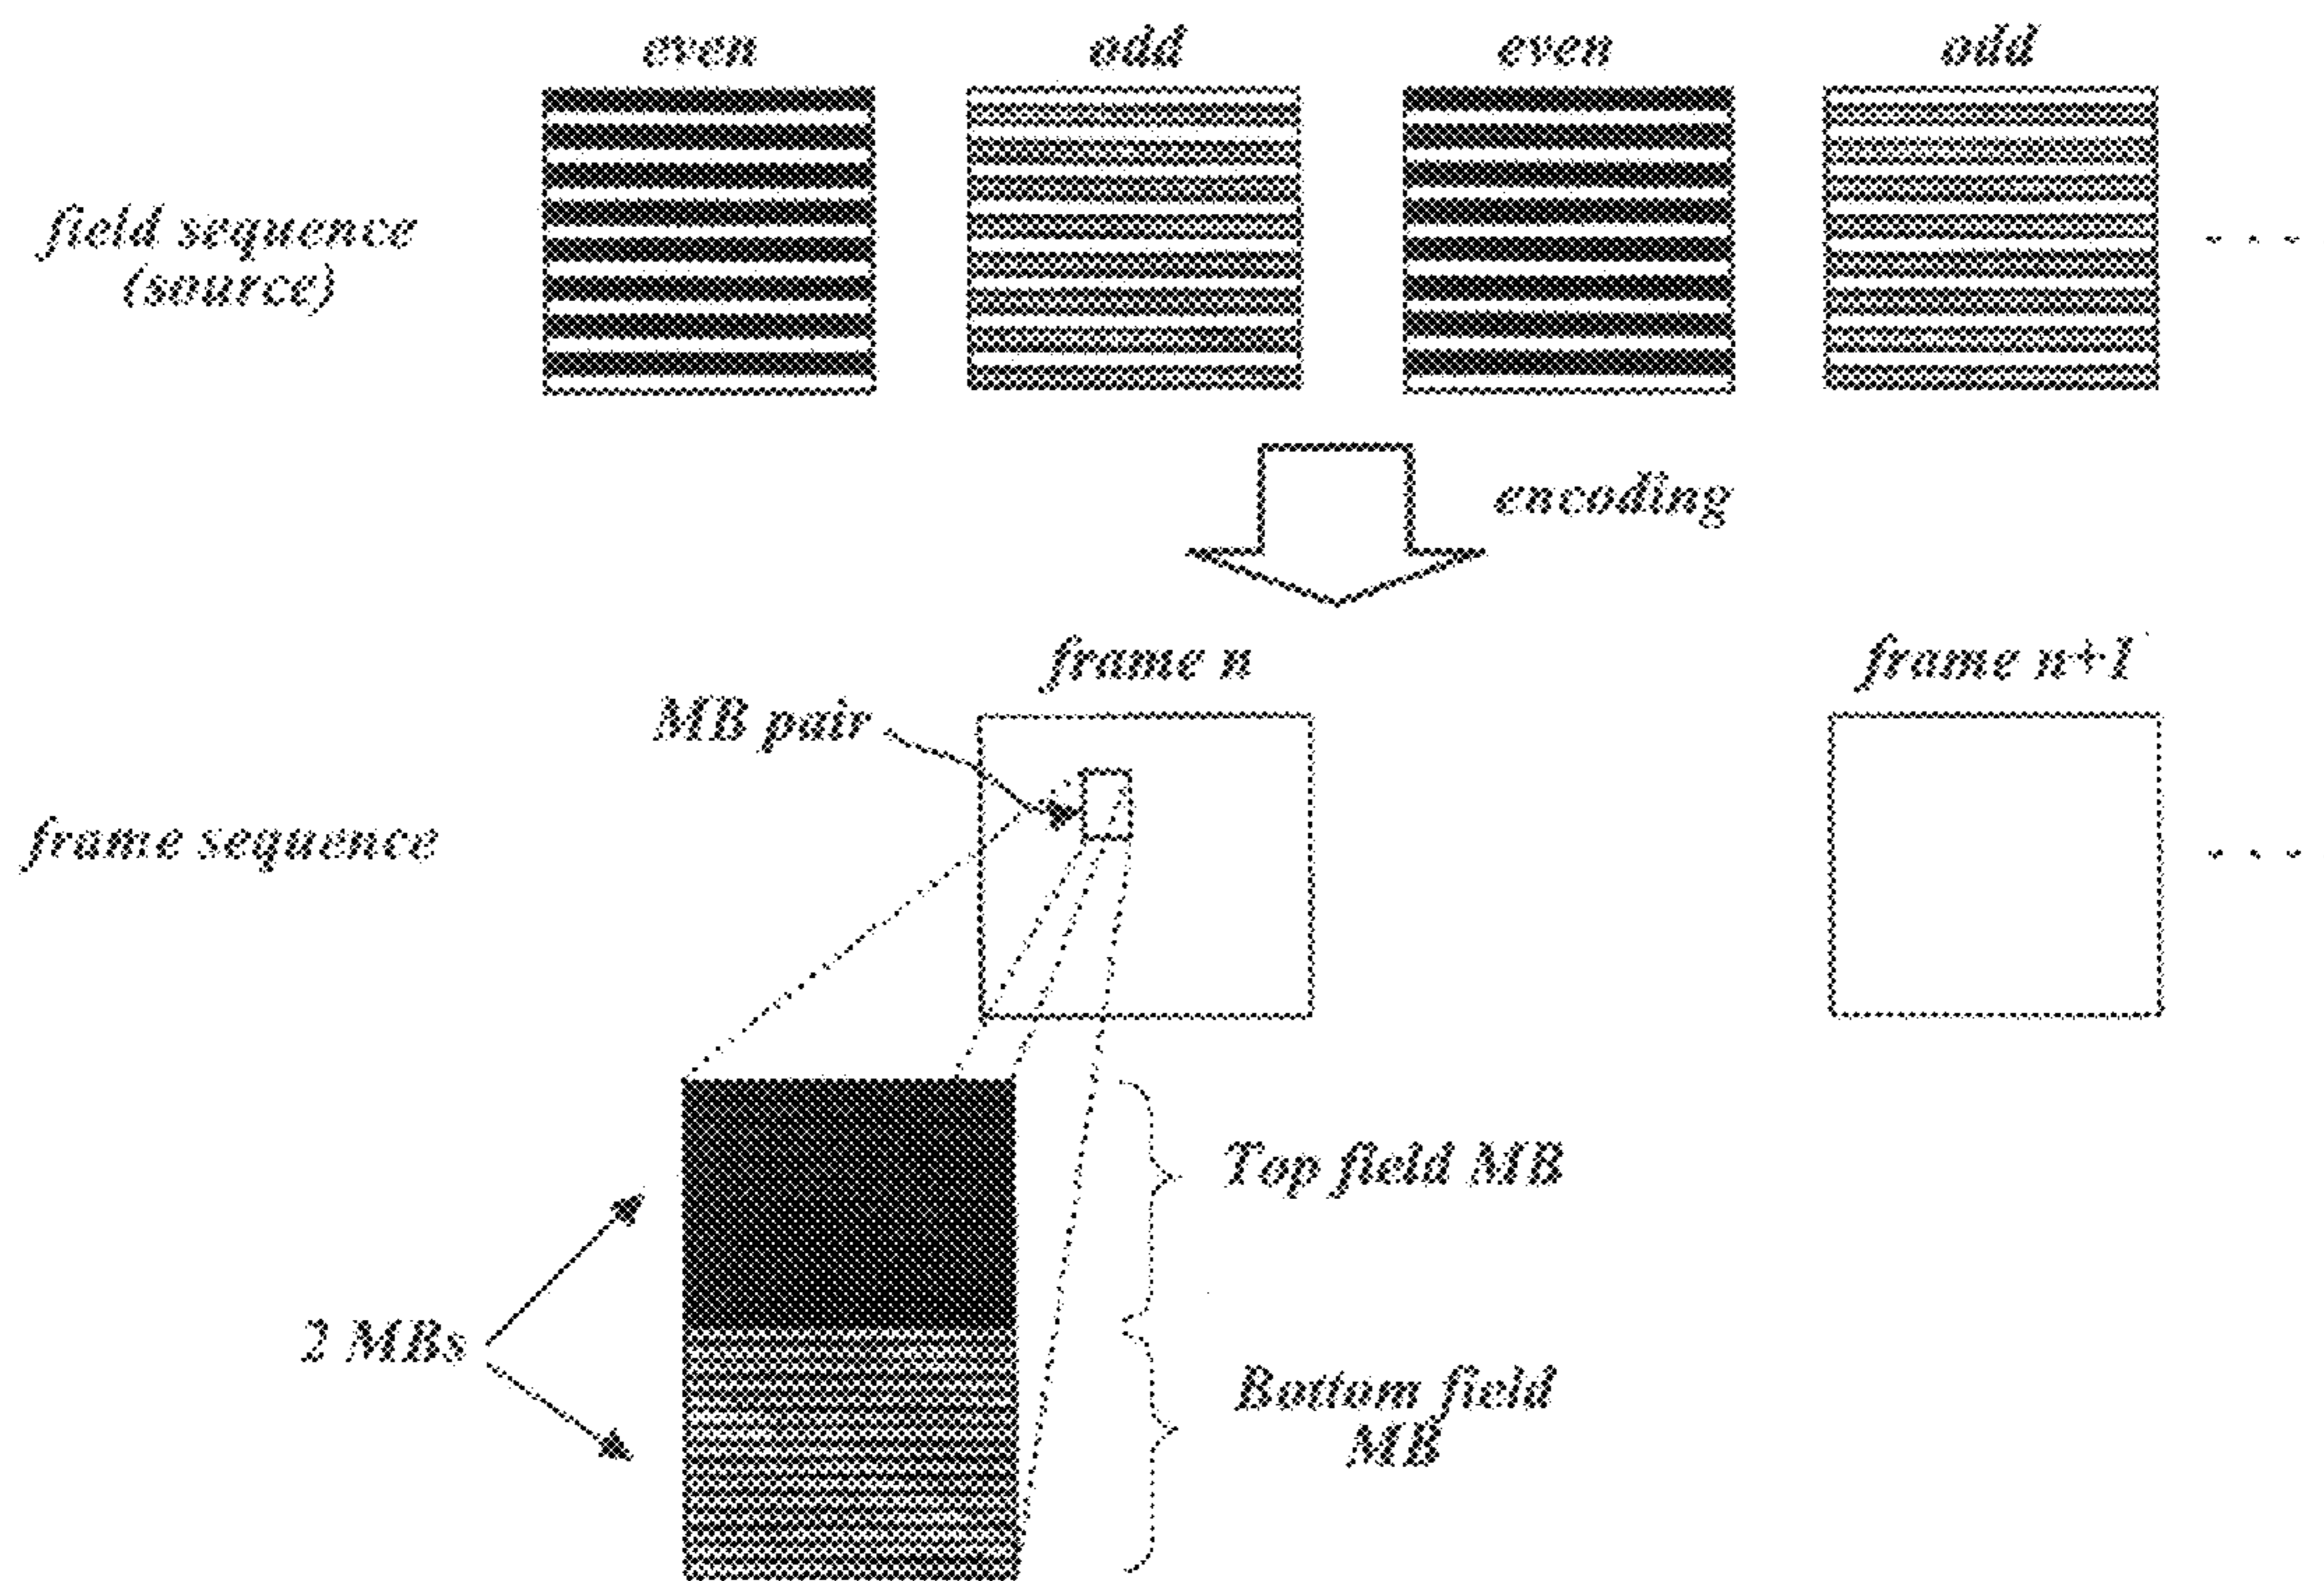 even odd even odd
field sequence
(source)
. . .
encoding
frame n frame n+1
MB pair
frame sequence
. . .
Top field MB
2 MBs
Bottom field
MB